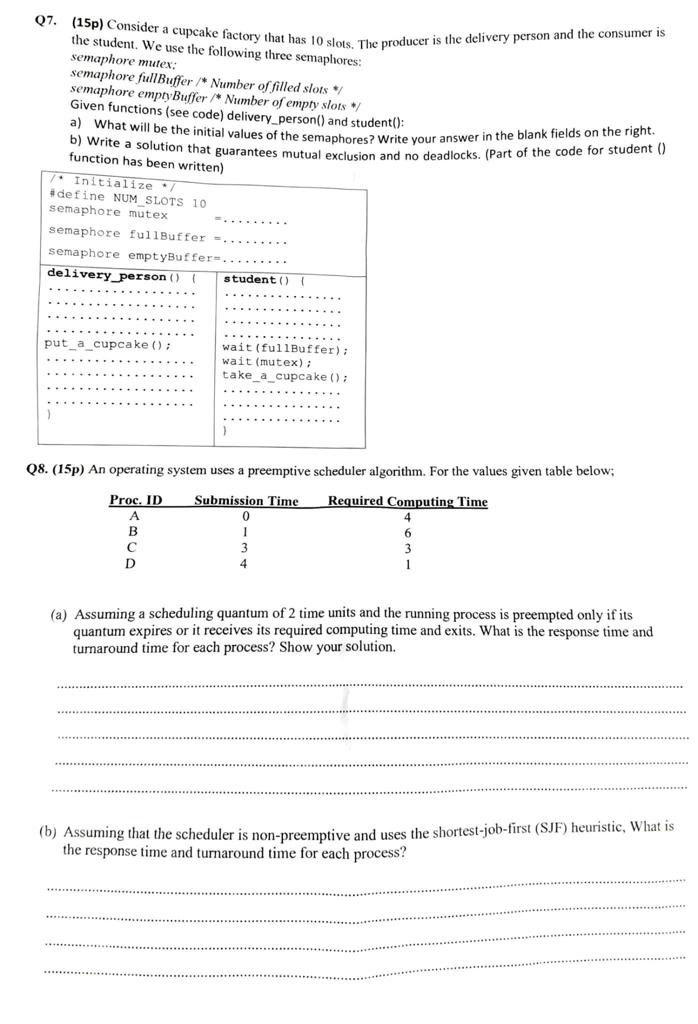 Q7. (15p) Consider a cupcake factory that has 10 slots. The producer is the delivery person and the consumer is
the student. We use the following three semaphores:
semaphore mutex;
semaphore fullBuffer /* Number of filled slots */
semaphore emptyBuffer /* Number of empty slots */
Given functions (see code) delivery_person() and student():
a) What will be the initial values of the semaphores? Write your answer in the blank fields on the right.
b) Write a solution that guarantees mutual exclusion and no deadlocks. (Part of the code for student ()
function has been written)
/* Initialize */
#define NUM_SLOTS 10
semaphore mutex =.........
semaphore fullBuffer =.........
semaphore emptyBuffer=.........
delivery_person() {
...................
...................
...................
...................
put_a_cupcake();
...................
...................
...................
...................
}
student() {
................
................
................
................
wait(fullBuffer);
wait(mutex);
take_a_cupcake();
................
................
................
}
Q8. (15p) An operating system uses a preemptive scheduler algorithm. For the values given table below;
Proc. ID Submission Time Required Computing Time
A 0 4
B 1 6
C 3 3
D 4 1
(a) Assuming a scheduling quantum of 2 time units and the running process is preempted only if its
quantum expires or it receives its required computing time and exits. What is the response time and
turnaround time for each process? Show your solution.
(b) Assuming that the scheduler is non-preemptive and uses the shortest-job-first (SJF) heuristic, What is
the response time and turnaround time for each process?